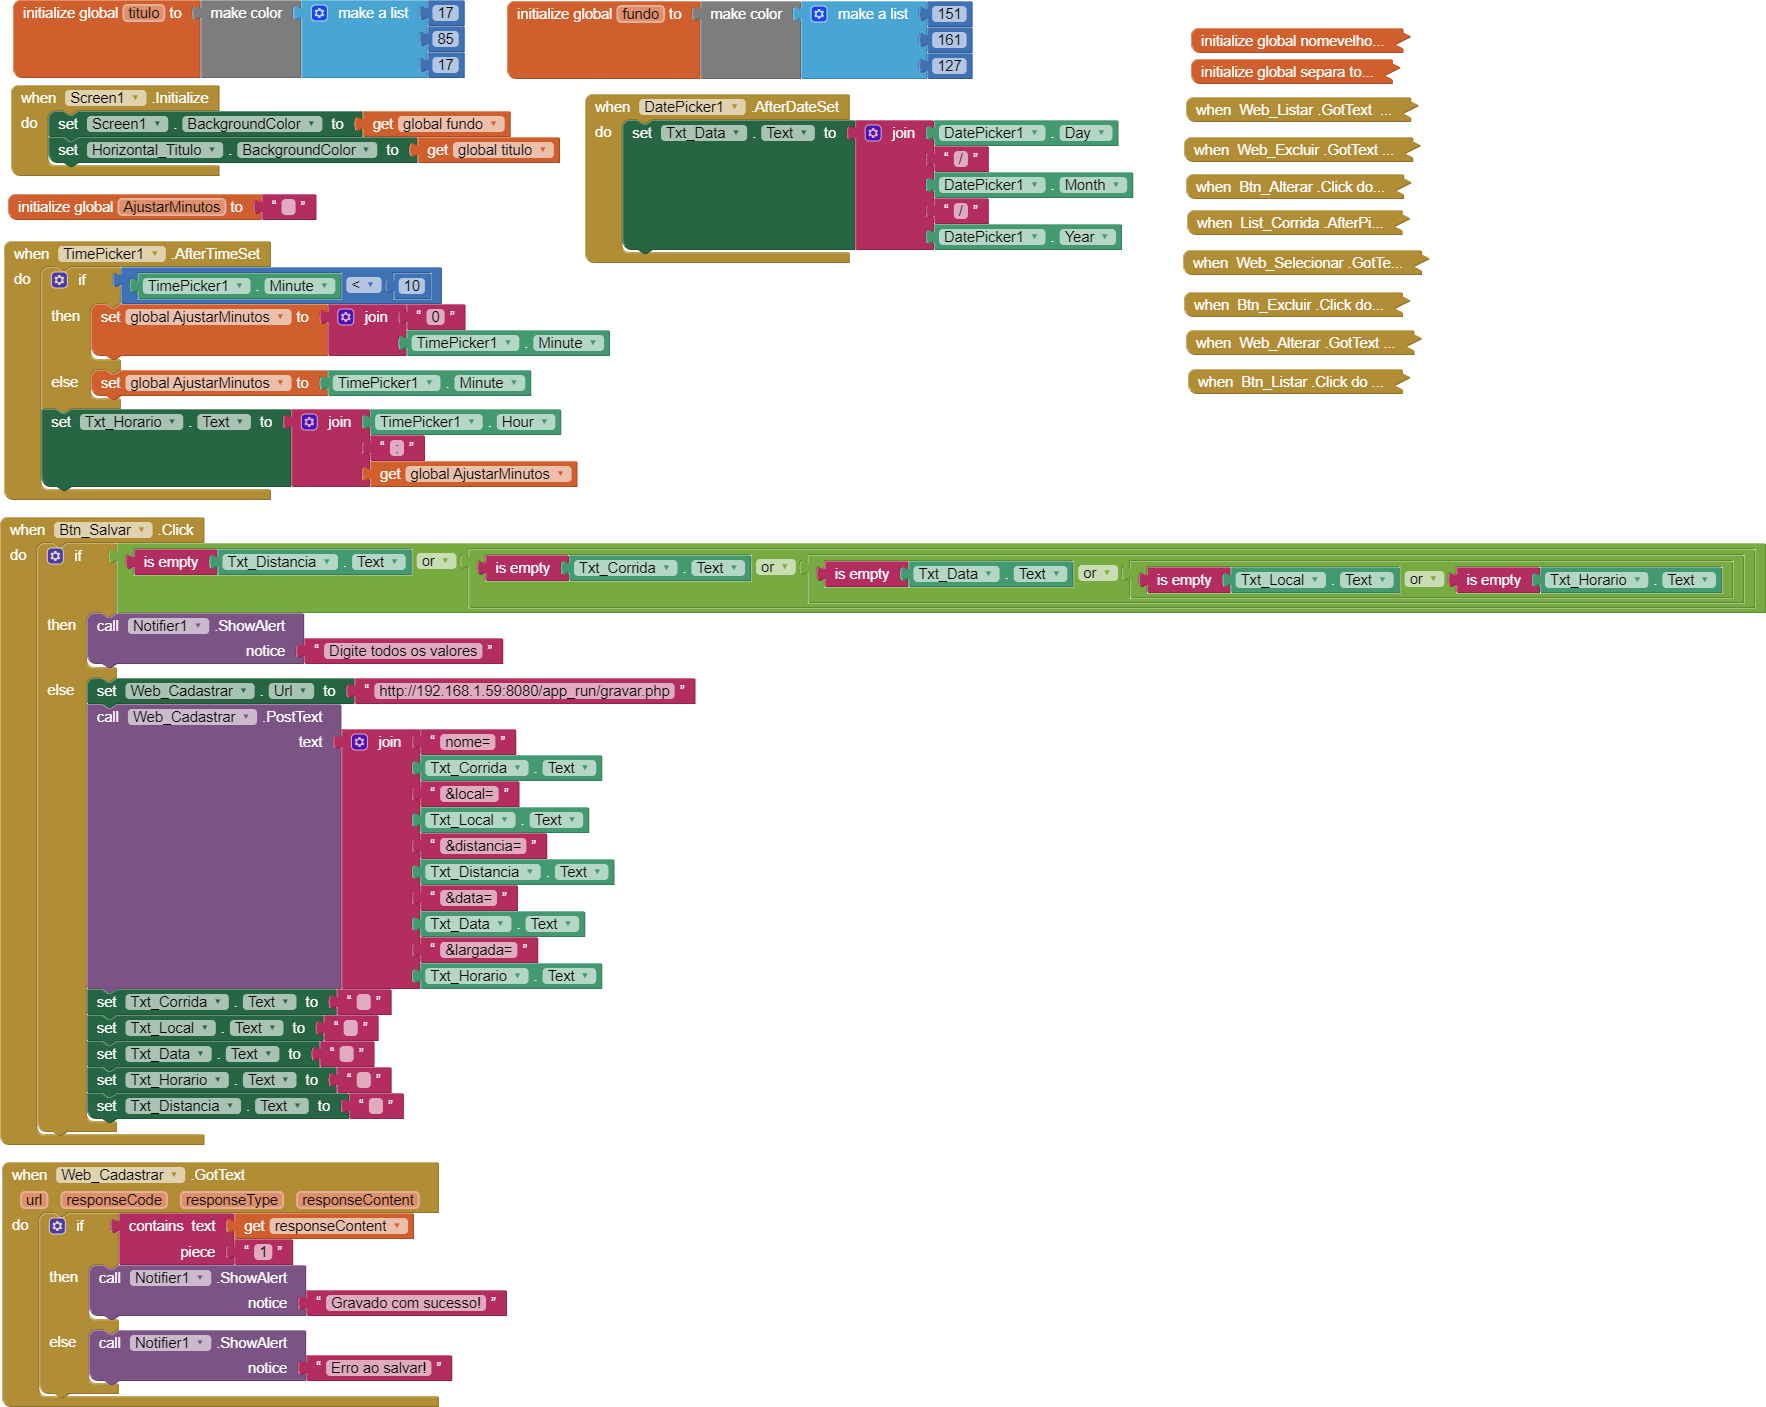 initialize global titulo to make color make a list 17
85
17
initialize global fundo to make color make a list 151
161
127
when Screen1 .Initialize
do set Screen1 . BackgroundColor to get global fundo
set Horizontal_Titulo . BackgroundColor to get global titulo
when DatePicker1 .AfterDateSet
do set Txt_Data . Text to join DatePicker1 . Day
“ / ”
DatePicker1 . Month
“ / ”
DatePicker1 . Year
initialize global AjustarMinutos to “ ”
when TimePicker1 .AfterTimeSet
do if TimePicker1 . Minute < 10
then set global AjustarMinutos to join “ 0 ”
TimePicker1 . Minute
else set global AjustarMinutos to TimePicker1 . Minute
set Txt_Horario . Text to join TimePicker1 . Hour
“ : ”
get global AjustarMinutos
initialize global nomevelho...
initialize global separa to...
when Web_Listar .GotText ...
when Web_Excluir .GotText ...
when Btn_Alterar .Click do...
when List_Corrida .AfterPi...
when Web_Selecionar .GotTe...
when Btn_Excluir .Click do...
when Web_Alterar .GotText ...
when Btn_Listar .Click do ...
when Btn_Salvar .Click
do if is empty Txt_Distancia . Text or is empty Txt_Corrida . Text or is empty Txt_Data . Text or is empty Txt_Local . Text or is empty Txt_Horario . Text
then call Notifier1 .ShowAlert
notice “ Digite todos os valores ”
else set Web_Cadastrar . Url to “ http://192.168.1.59:8080/app_run/gravar.php ”
call Web_Cadastrar .PostText
text join “ nome= ”
Txt_Corrida . Text
“ &local= ”
Txt_Local . Text
“ &distancia= ”
Txt_Distancia . Text
“ &data= ”
Txt_Data . Text
“ &largada= ”
Txt_Horario . Text
set Txt_Corrida . Text to “ ”
set Txt_Local . Text to “ ”
set Txt_Data . Text to “ ”
set Txt_Horario . Text to “ ”
set Txt_Distancia . Text to “ ”
when Web_Cadastrar .GotText
url responseCode responseType responseContent
do if contains text get responseContent
piece “ 1 ”
then call Notifier1 .ShowAlert
notice “ Gravado com sucesso! ”
else call Notifier1 .ShowAlert
notice “ Erro ao salvar! ”